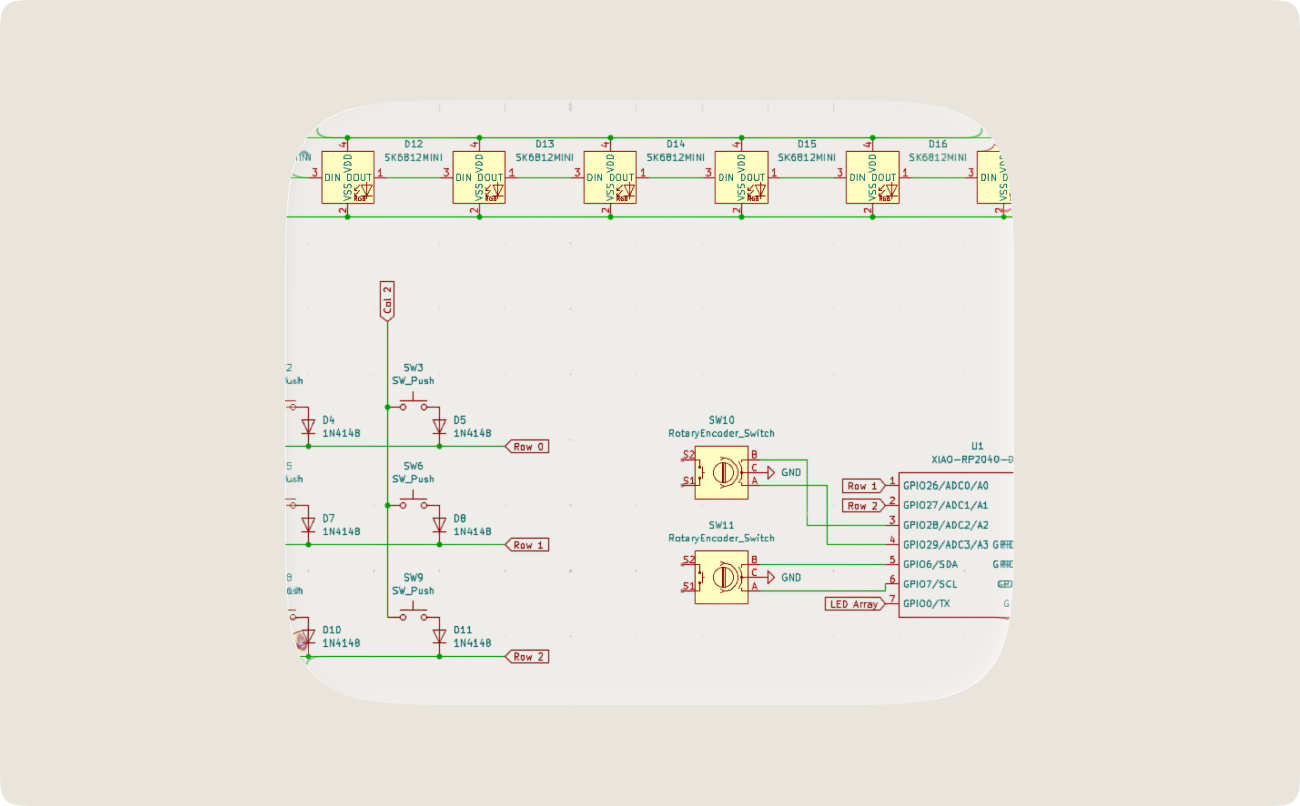 D12
D13
D14
D15
D16
SK6812MINI
SK6812MINI
SK6812MINI
SK6812MINI
SK6812MINI
4
4
4
4
4
3 DIN VDD DOUT VSS RGB 1
3 DIN VDD DOUT VSS RGB 1
3 DIN VDD DOUT VSS RGB 1
3 DIN VDD DOUT VSS RGB 1
3 DIN VDD DOUT VSS RGB 1
3 DIN
2
2
2
2
2
2
Col 2
2
SW3
SW_Push
D4
1N4148
D5
1N4148
Row 0
5
SW6
SW_Push
D7
1N4148
D8
1N4148
Row 1
8
SW9
SW_Push
D10
1N4148
D11
1N4148
Row 2
SW10
RotaryEncoder_Switch
S2
S1
B
C
A
GND
SW11
RotaryEncoder_Switch
S2
S1
B
C
A
GND
U1
XIAO-RP2040-D
Row 1 1 GPIO26/ADC0/A0
Row 2 2 GPIO27/ADC1/A1
3 GPIO28/ADC2/A2
4 GPIO29/ADC3/A3
5 GPIO6/SDA
6 GPIO7/SCL
LED Array 7 GPIO0/TX